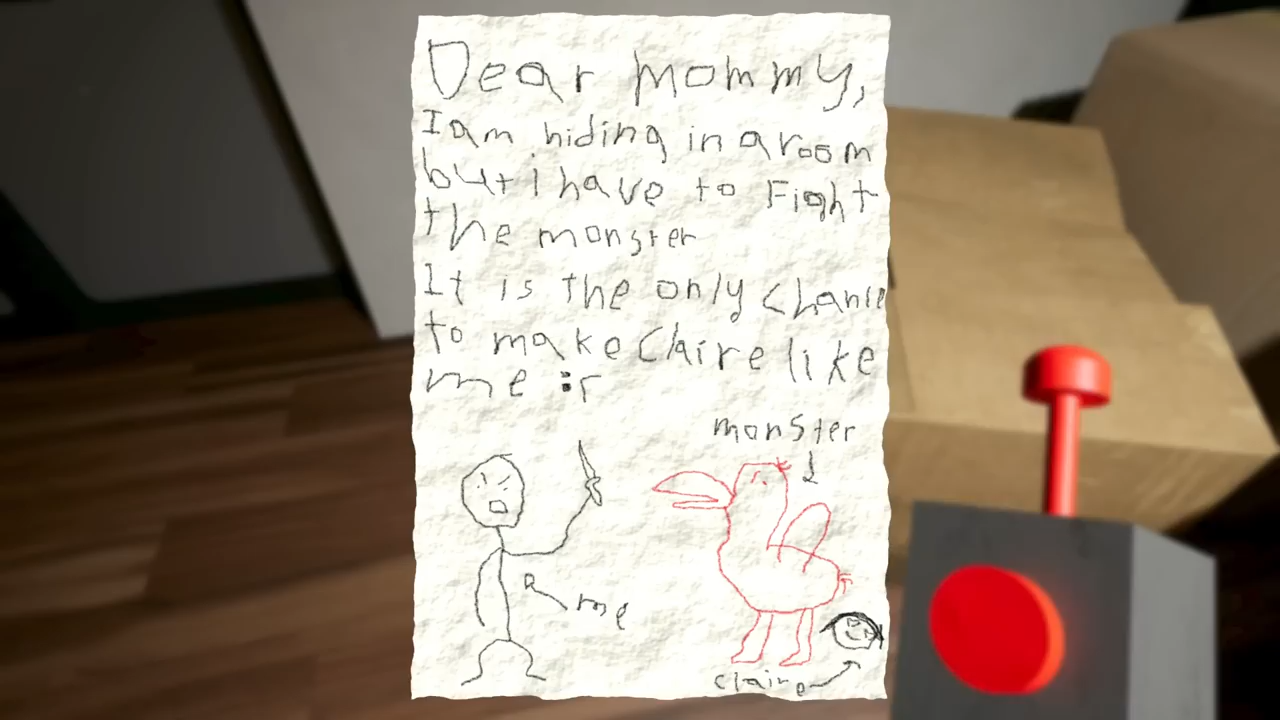 Dear Mommy,
I am hiding in a room
but i have to Fight
the monster
It is the only chance
to make Claire like
me :r
monster
me
Claire